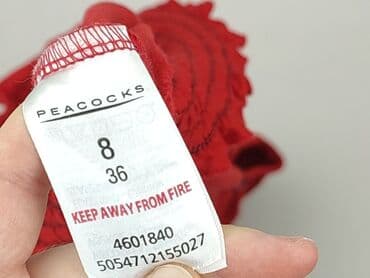 PEACOCKS
8
36
KEEP AWAY FROM FIRE
4601840
5054712155027